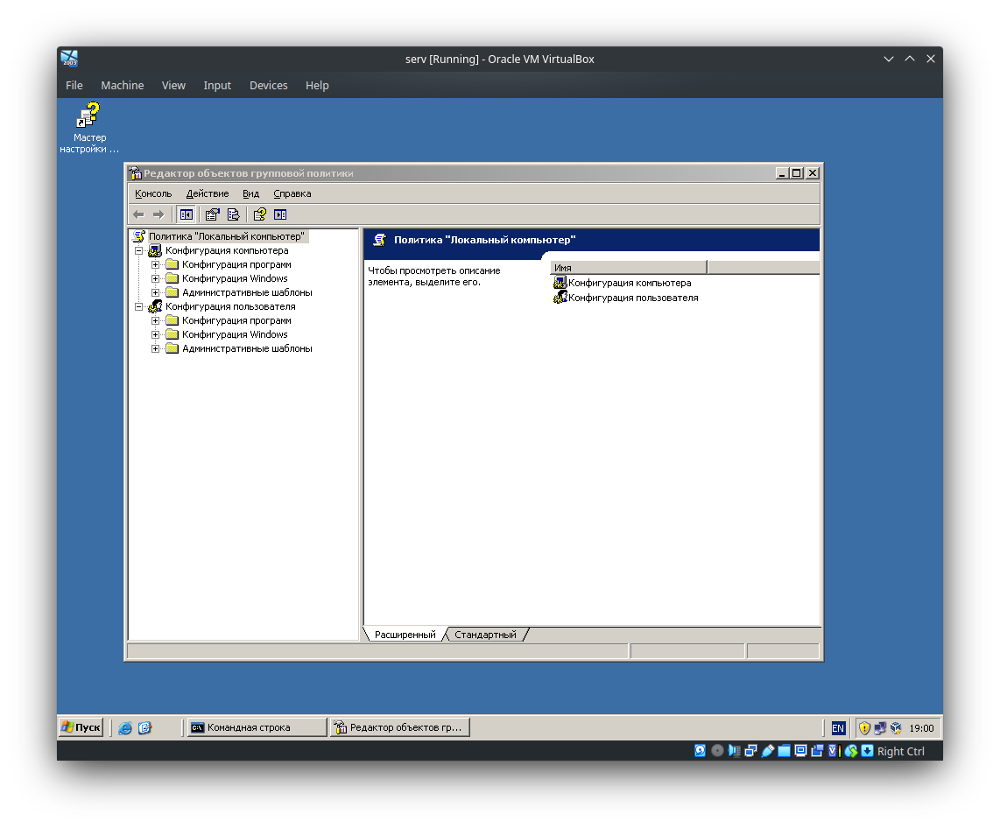 serv [Running] - Oracle VM VirtualBox
File Machine View Input Devices Help
Мастер
настройки ...
Редактор объектов групповой политики
Консоль Действие Вид Справка
Политика "Локальный компьютер"
Конфигурация компьютера
Конфигурация программ
Конфигурация Windows
Административные шаблоны
Конфигурация пользователя
Конфигурация программ
Конфигурация Windows
Административные шаблоны
Политика "Локальный компьютер"
Чтобы просмотреть описание
элемента, выделите его.
Имя
Конфигурация компьютера
Конфигурация пользователя
Расширенный Стандартный
Пуск Командная строка Редактор объектов гр... EN 19:00
Right Ctrl